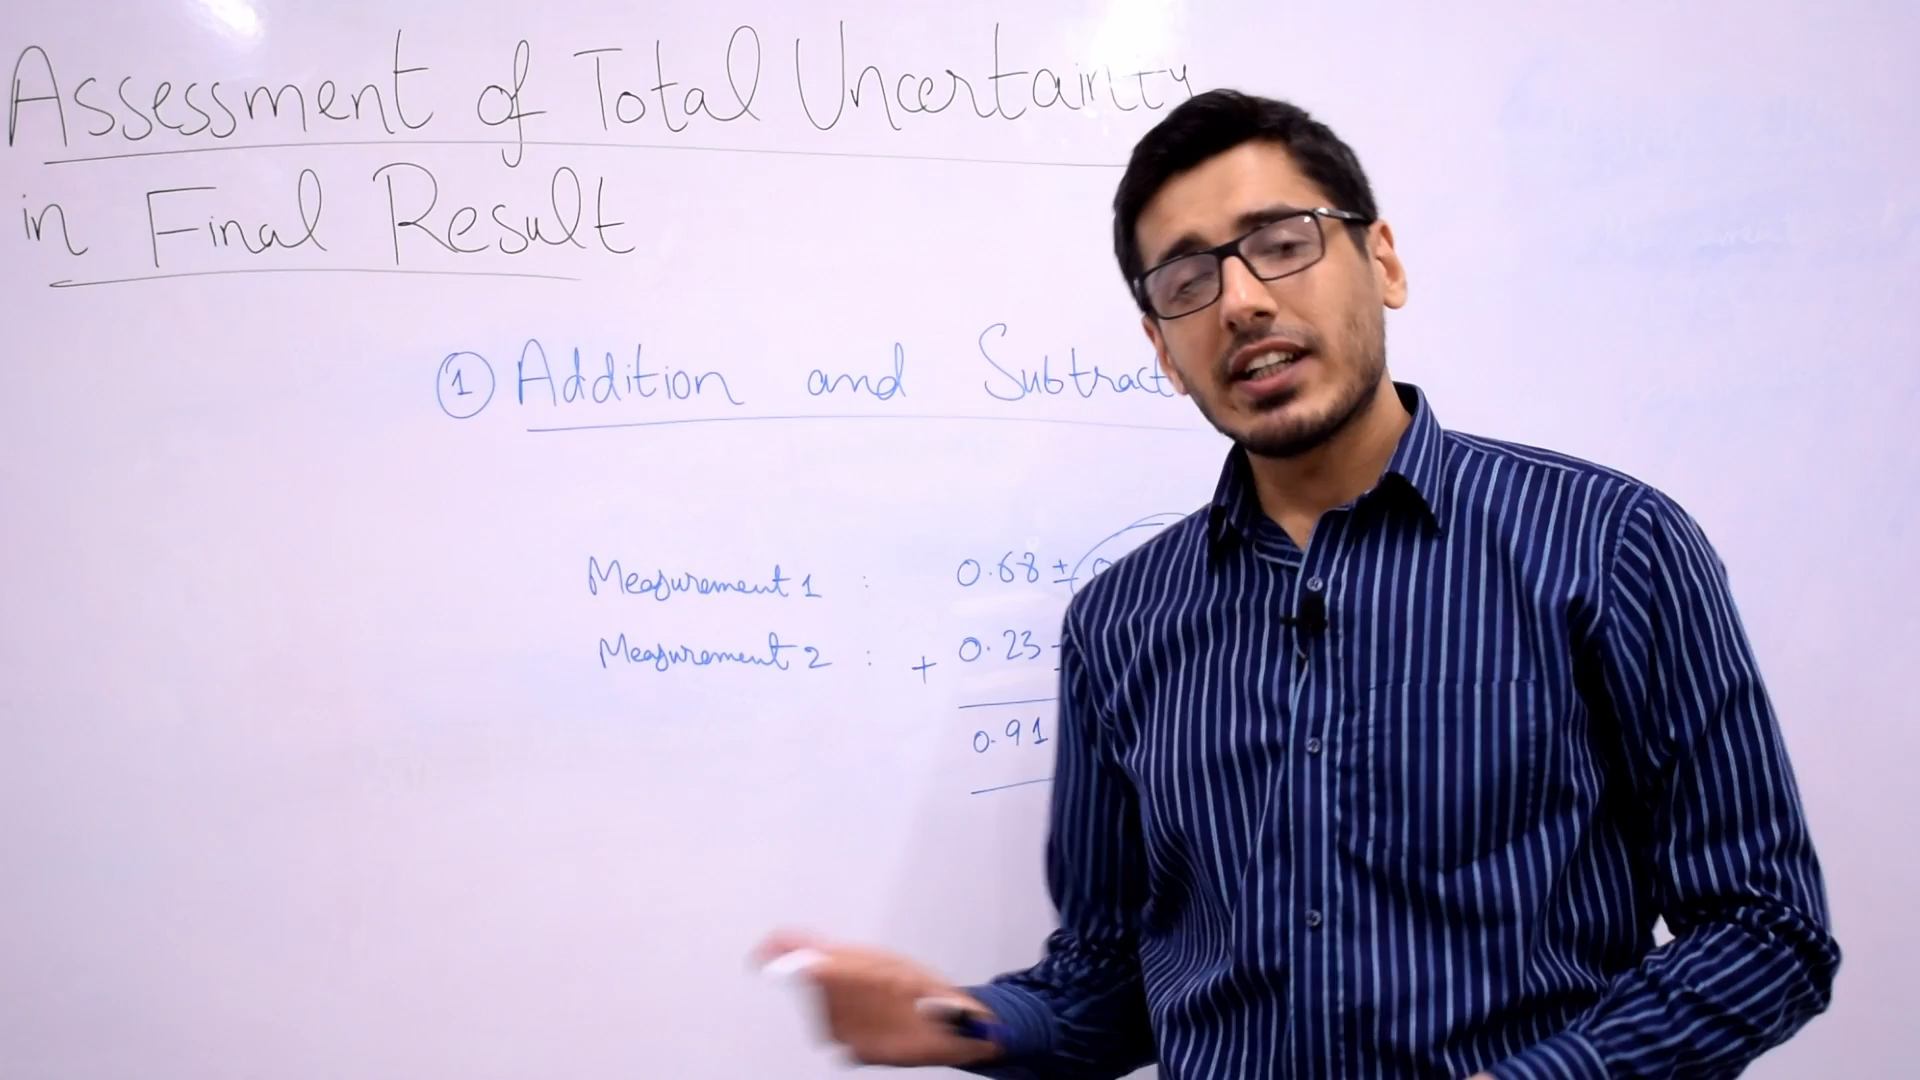 Assessment of Total Uncertainty
in Final Result
1 Addition and Subtract
Measurement 1 : 0.68 ±
Measurement 2 : + 0.23
0.91